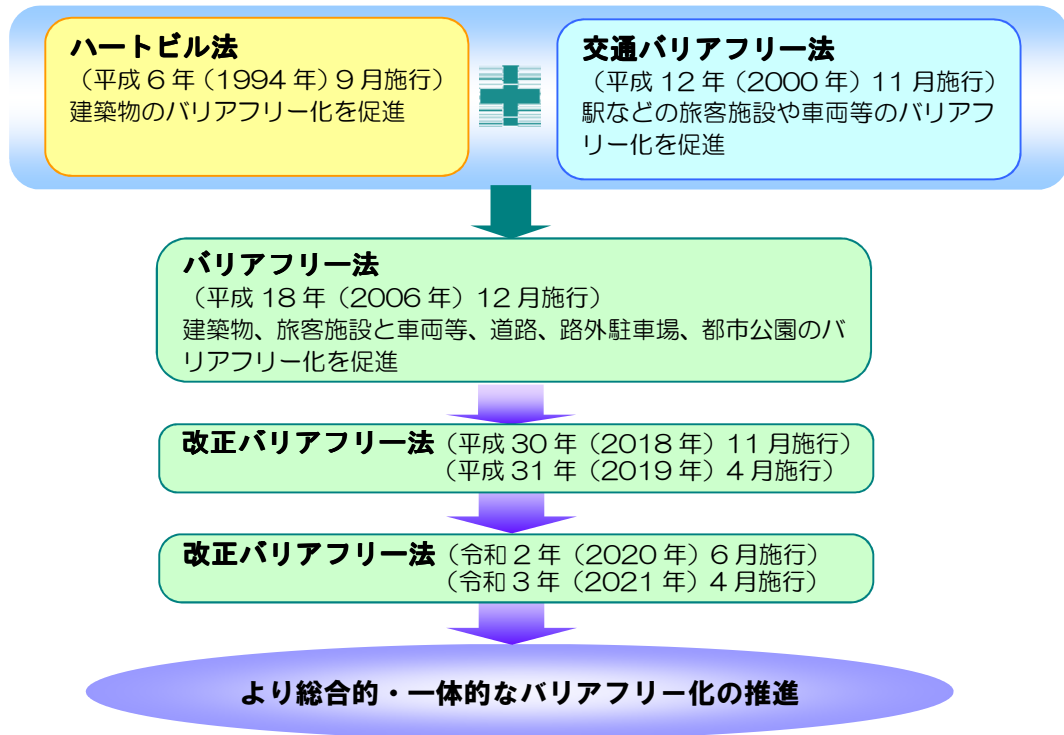 ハートビル法
（平成６年（1994年）９月施行）
建築物のバリアフリー化を促進
交通バリアフリー法
（平成12年（2000年）11月施行）
駅などの旅客施設や車両等のバリアフ
リー化を促進
バリアフリー法
（平成18年（2006年）12月施行）
建築物、旅客施設と車両等、道路、路外駐車場、都市公園のバ
リアフリー化を促進
改正バリアフリー法（平成30年（2018年）11月施行）
（平成31年（2019年）４月施行）
改正バリアフリー法（令和２年（2020年）６月施行）
（令和３年（2021年）４月施行）
より総合的・一体的なバリアフリー化の推進